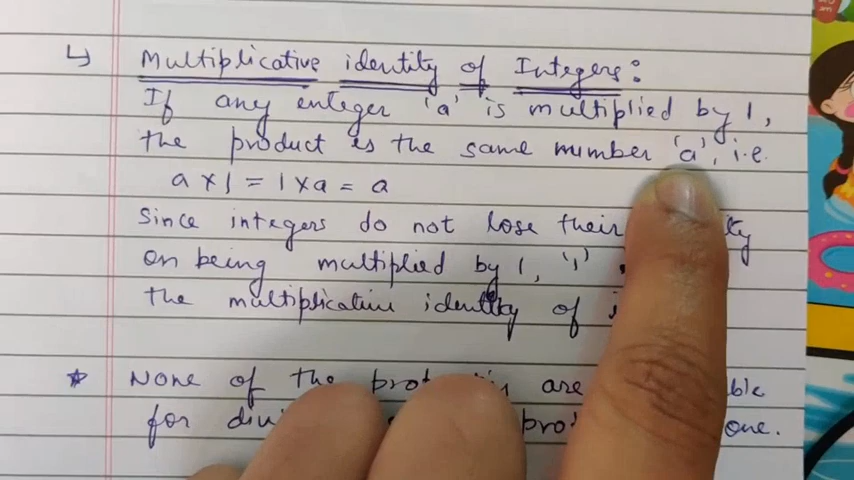 ↳ Multiplicative identity of Integers:
If any enteger 'a' is multiplied by 1,
the product is the same number 'a', i.e.
a x 1 = 1 x a = a
Since integers do not lose their
on being multiplied by 1, '1'
the multiplicative identity of
* None of the are
for one.